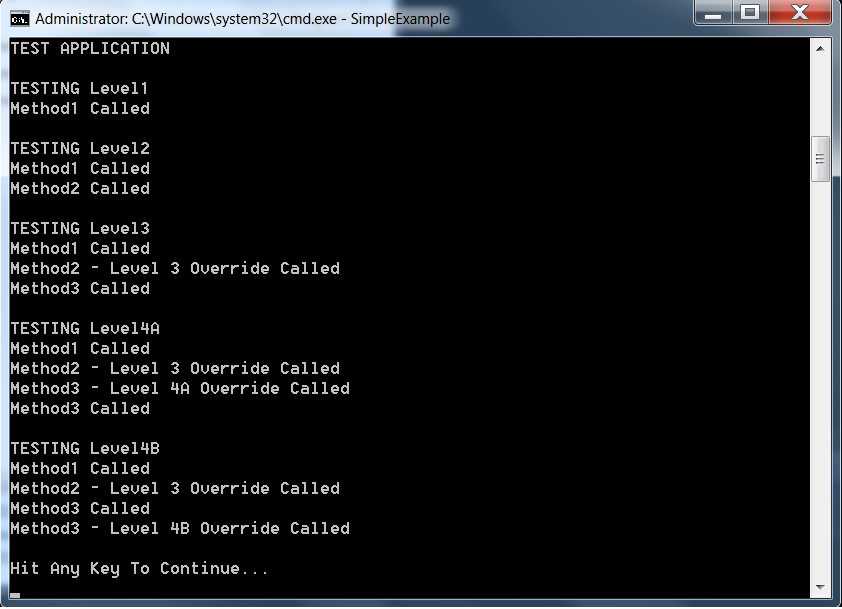 Administrator: C:\Windows\system32\cmd.exe - SimpleExample
TEST APPLICATION
TESTING Level1
Method1 Called
TESTING Level2
Method1 Called
Method2 Called
TESTING Level3
Method1 Called
Method2 - Level 3 Override Called
Method3 Called
TESTING Level4A
Method1 Called
Method2 - Level 3 Override Called
Method3 - Level 4A Override Called
Method3 Called
TESTING Level4B
Method1 Called
Method2 - Level 3 Override Called
Method3 Called
Method3 - Level 4B Override Called
Hit Any Key To Continue...